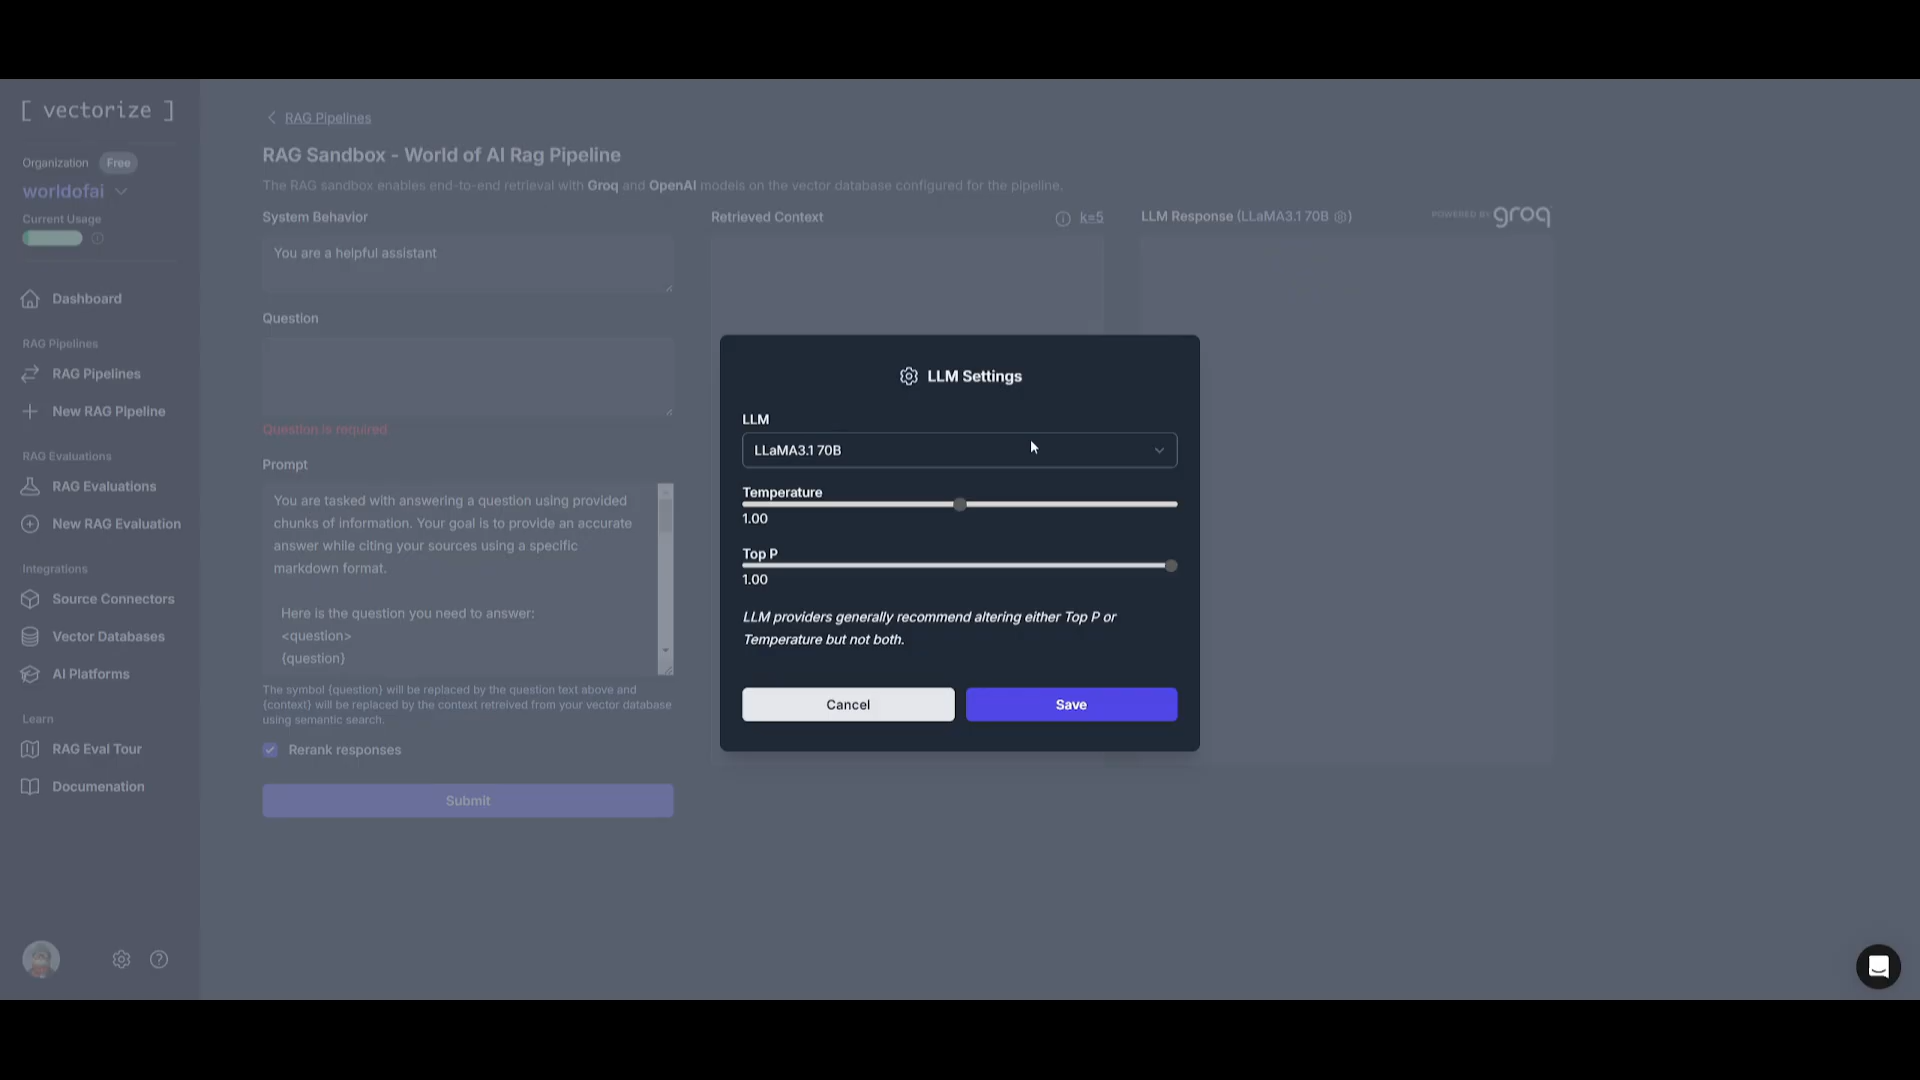 [ vectorize ]
Organization Free
worldofai
Current Usage
Dashboard
RAG Pipelines
RAG Pipelines
New RAG Pipeline
RAG Evaluations
RAG Evaluations
New RAG Evaluation
Integrations
Source Connectors
Vector Databases
AI Platforms
Learn
RAG Eval Tour
Documenation
RAG Pipelines
RAG Sandbox - World of AI Rag Pipeline
The RAG sandbox enables end-to-end retrieval with Groq and OpenAI models on the vector database configured for the pipeline.
System Behavior
You are a helpful assistant
Question
Question is required
Prompt
You are tasked with answering a question using provided
chunks of information. Your goal is to provide an accurate
answer while citing your sources using a specific
markdown format.
Here is the question you need to answer:
<question>
{question}
The symbol {question} will be replaced by the question text above and
{context} will be replaced by the context retreived from your vector database
using semantic search.
Rerank responses
Submit
Retrieved Context
k=5
LLM Response (LLaMA3.1 70B )
POWERED BY groq
LLM Settings
LLM
LLaMA3.1 70B
Temperature
1.00
Top P
1.00
LLM providers generally recommend altering either Top P or
Temperature but not both.
Cancel
Save